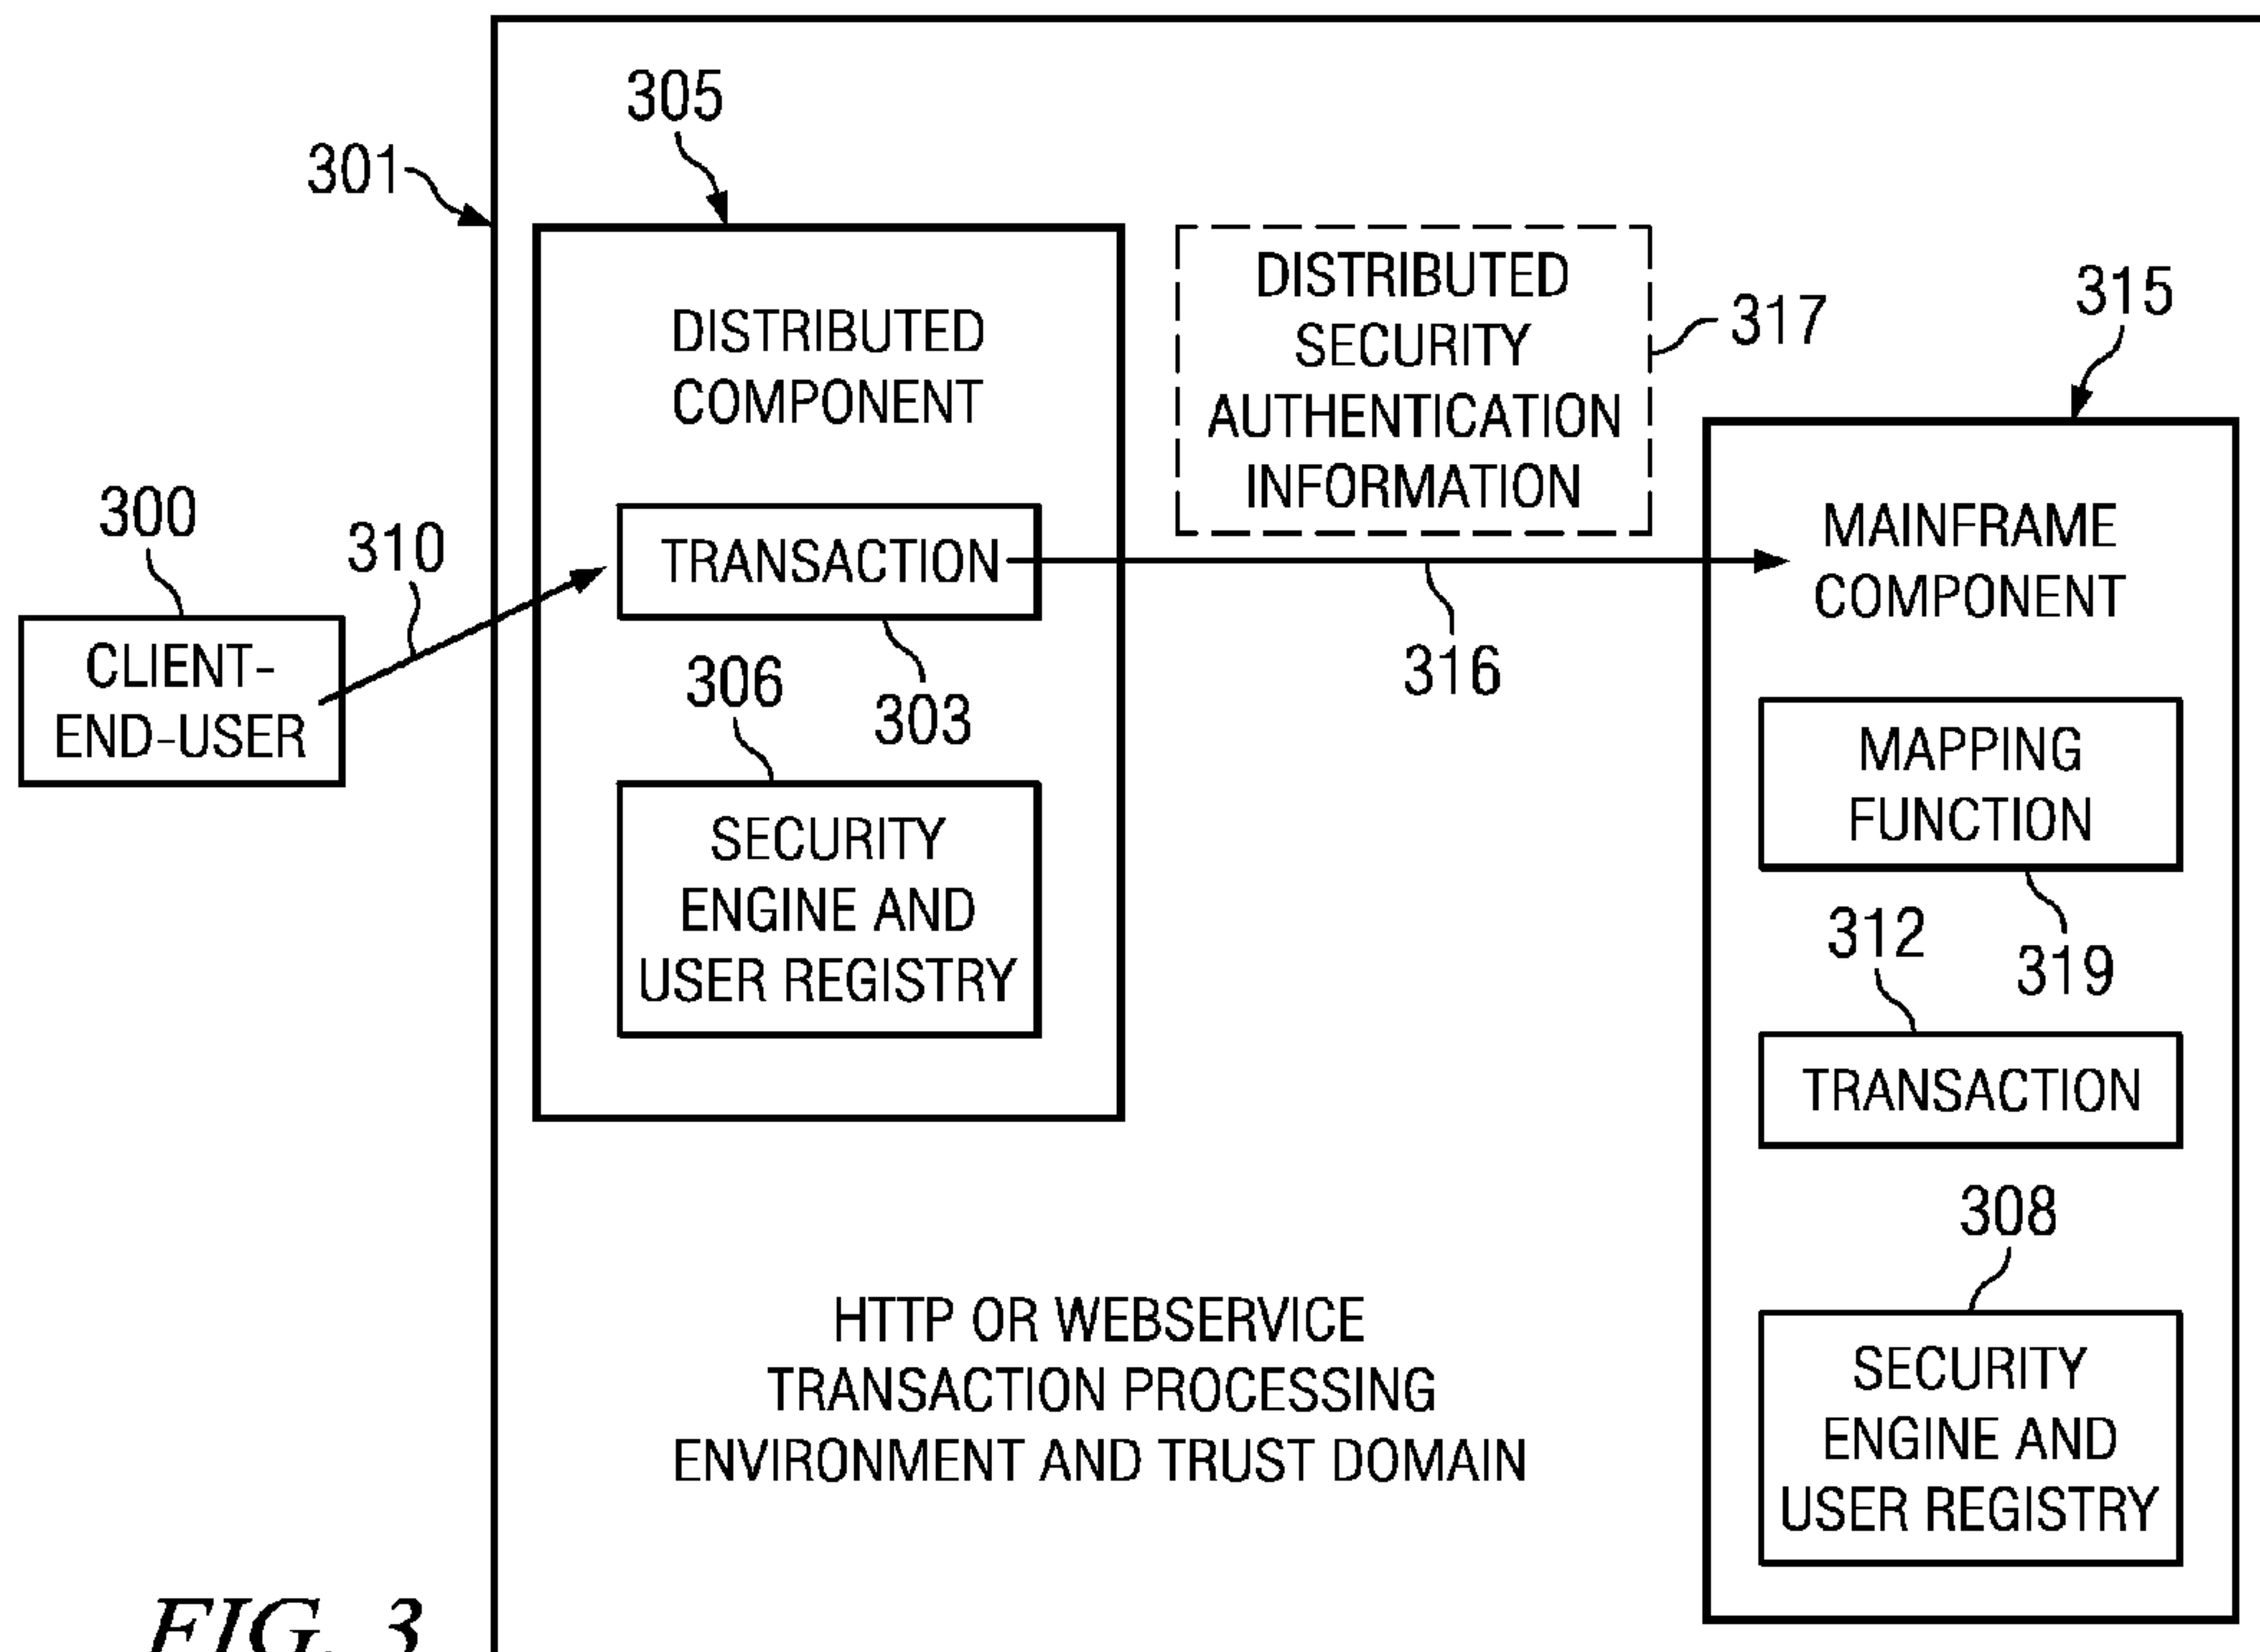 305
301
DISTRIBUTED
COMPONENT
DISTRIBUTED
SECURITY
AUTHENTICATION
INFORMATION
317
315
300
310
TRANSACTION
MAINFRAME
COMPONENT
CLIENT-
END-USER
306
303
316
SECURITY
ENGINE AND
USER REGISTRY
MAPPING
FUNCTION
312
319
TRANSACTION
308
SECURITY
ENGINE AND
USER REGISTRY
HTTP OR WEBSERVICE
TRANSACTION PROCESSING
ENVIRONMENT AND TRUST DOMAIN
FIG. 3